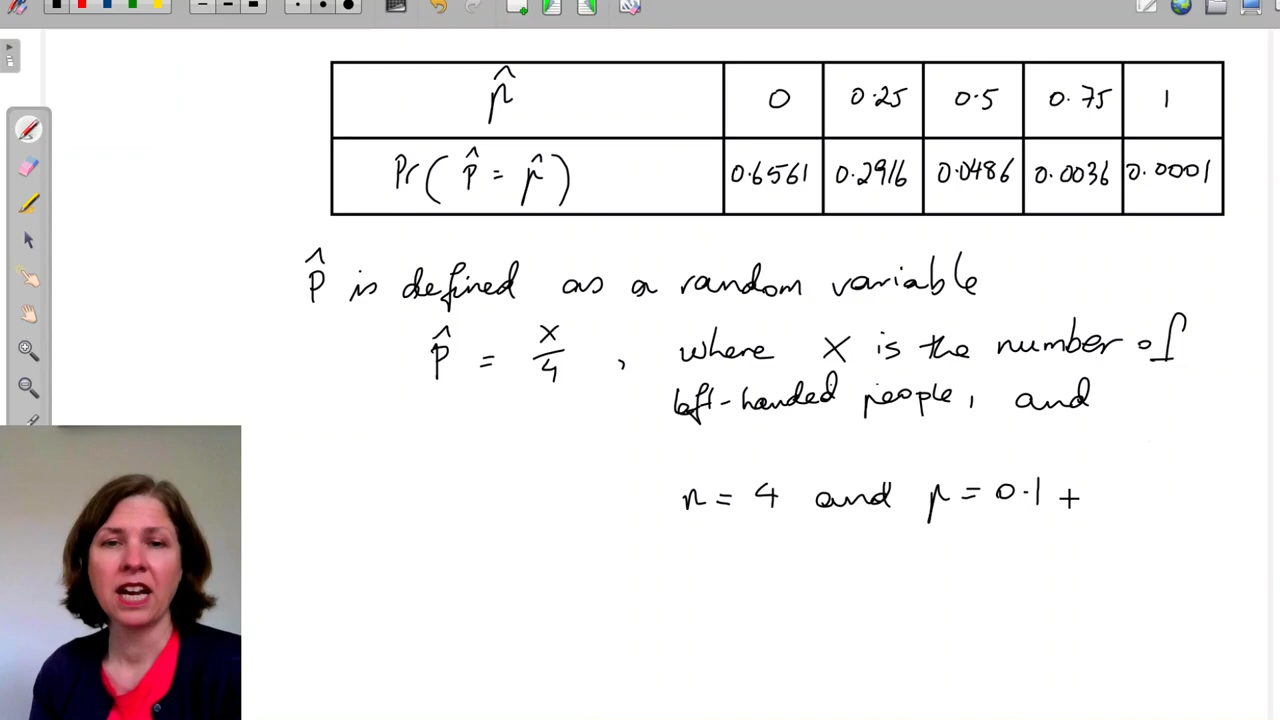 p̂ 0 0.25 0.5 0.75 1
Pr(P̂ = p̂) 0.6561 0.2916 0.0486 0.0036 0.0001
P̂ is defined as a random variable
P̂ = X/4 , where X is the number of
left-handed people, and
n = 4 and p = 0.1 +